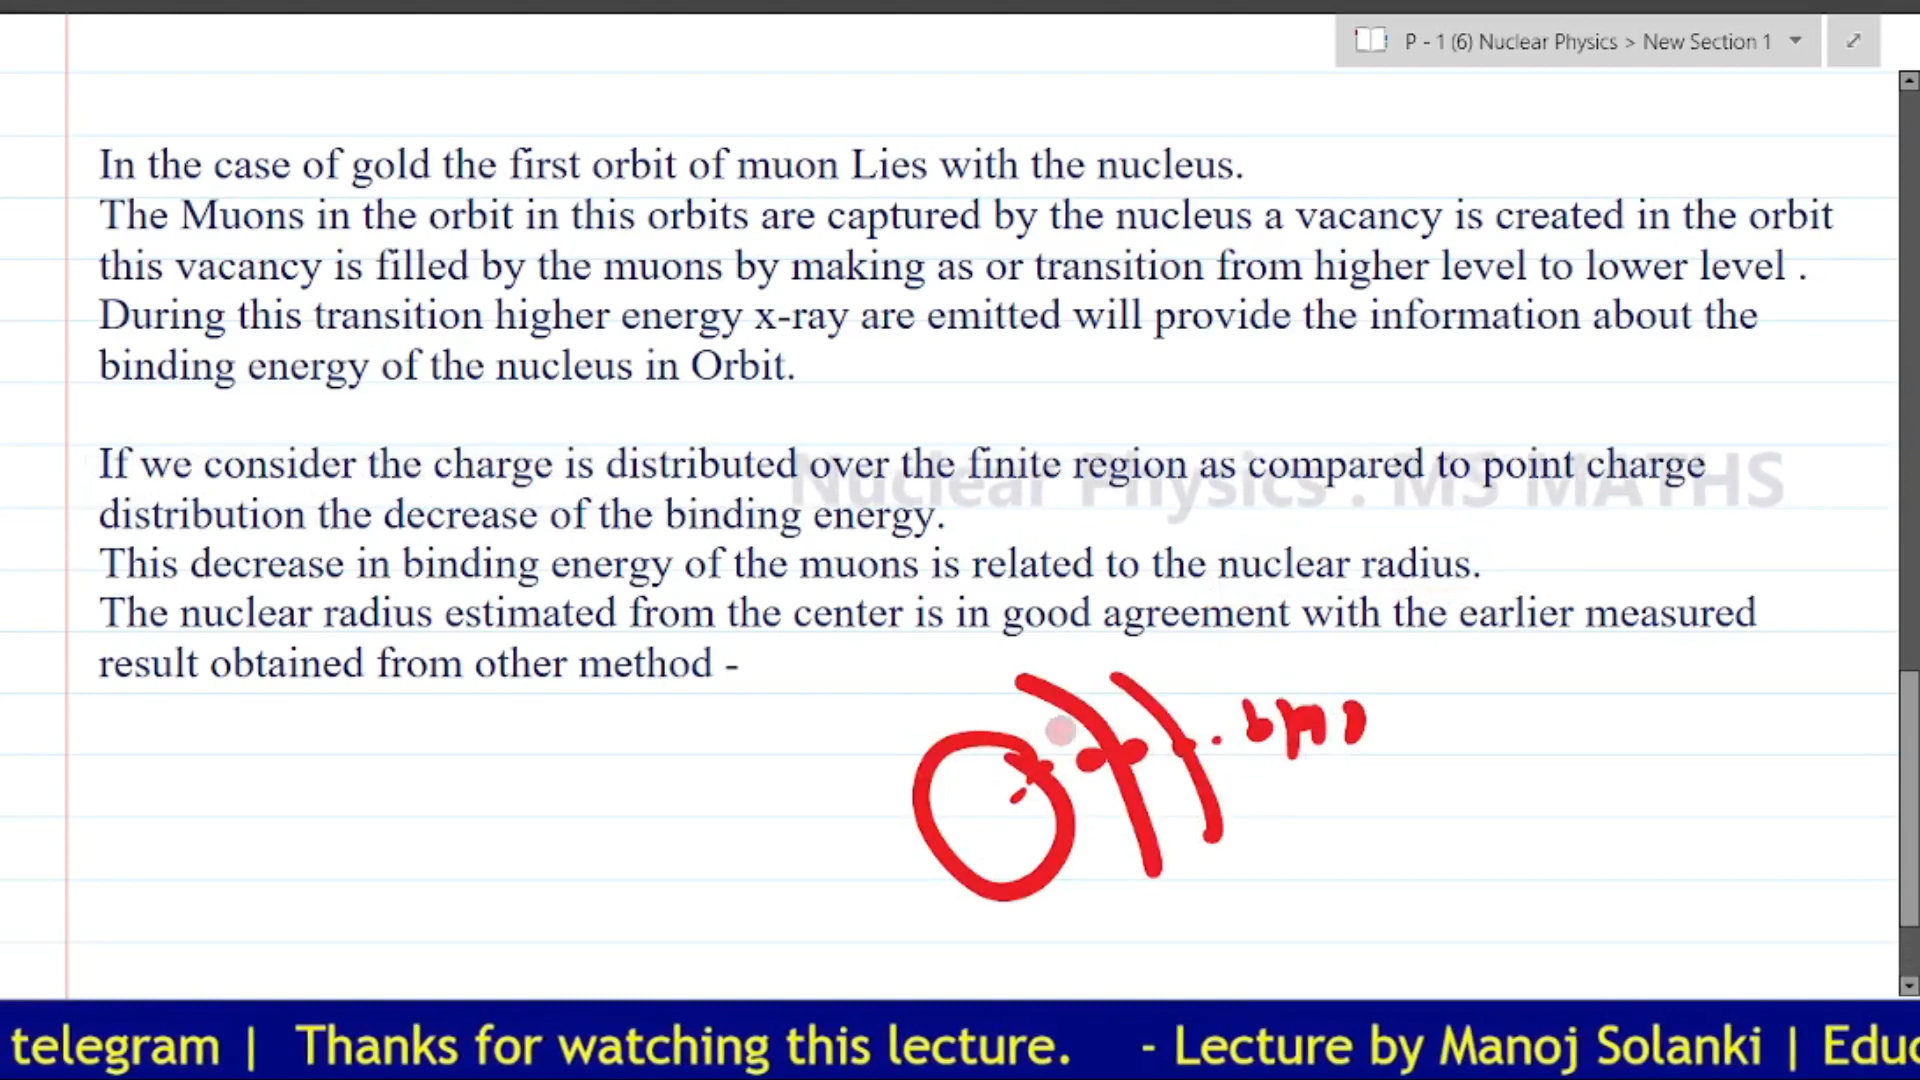 P - 1 (6) Nuclear Physics > New Section 1
In the case of gold the first orbit of muon Lies with the nucleus.
The Muons in the orbit in this orbits are captured by the nucleus a vacancy is created in the orbit
this vacancy is filled by the muons by making as or transition from higher level to lower level .
During this transition higher energy x-ray are emitted will provide the information about the
binding energy of the nucleus in Orbit.
If we consider the charge is distributed over the finite region as compared to point charge
Nuclear Physics . MS MATHS
distribution the decrease of the binding energy.
This decrease in binding energy of the muons is related to the nuclear radius.
The nuclear radius estimated from the center is in good agreement with the earlier measured
result obtained from other method -
telegram | Thanks for watching this lecture. - Lecture by Manoj Solanki | Educ